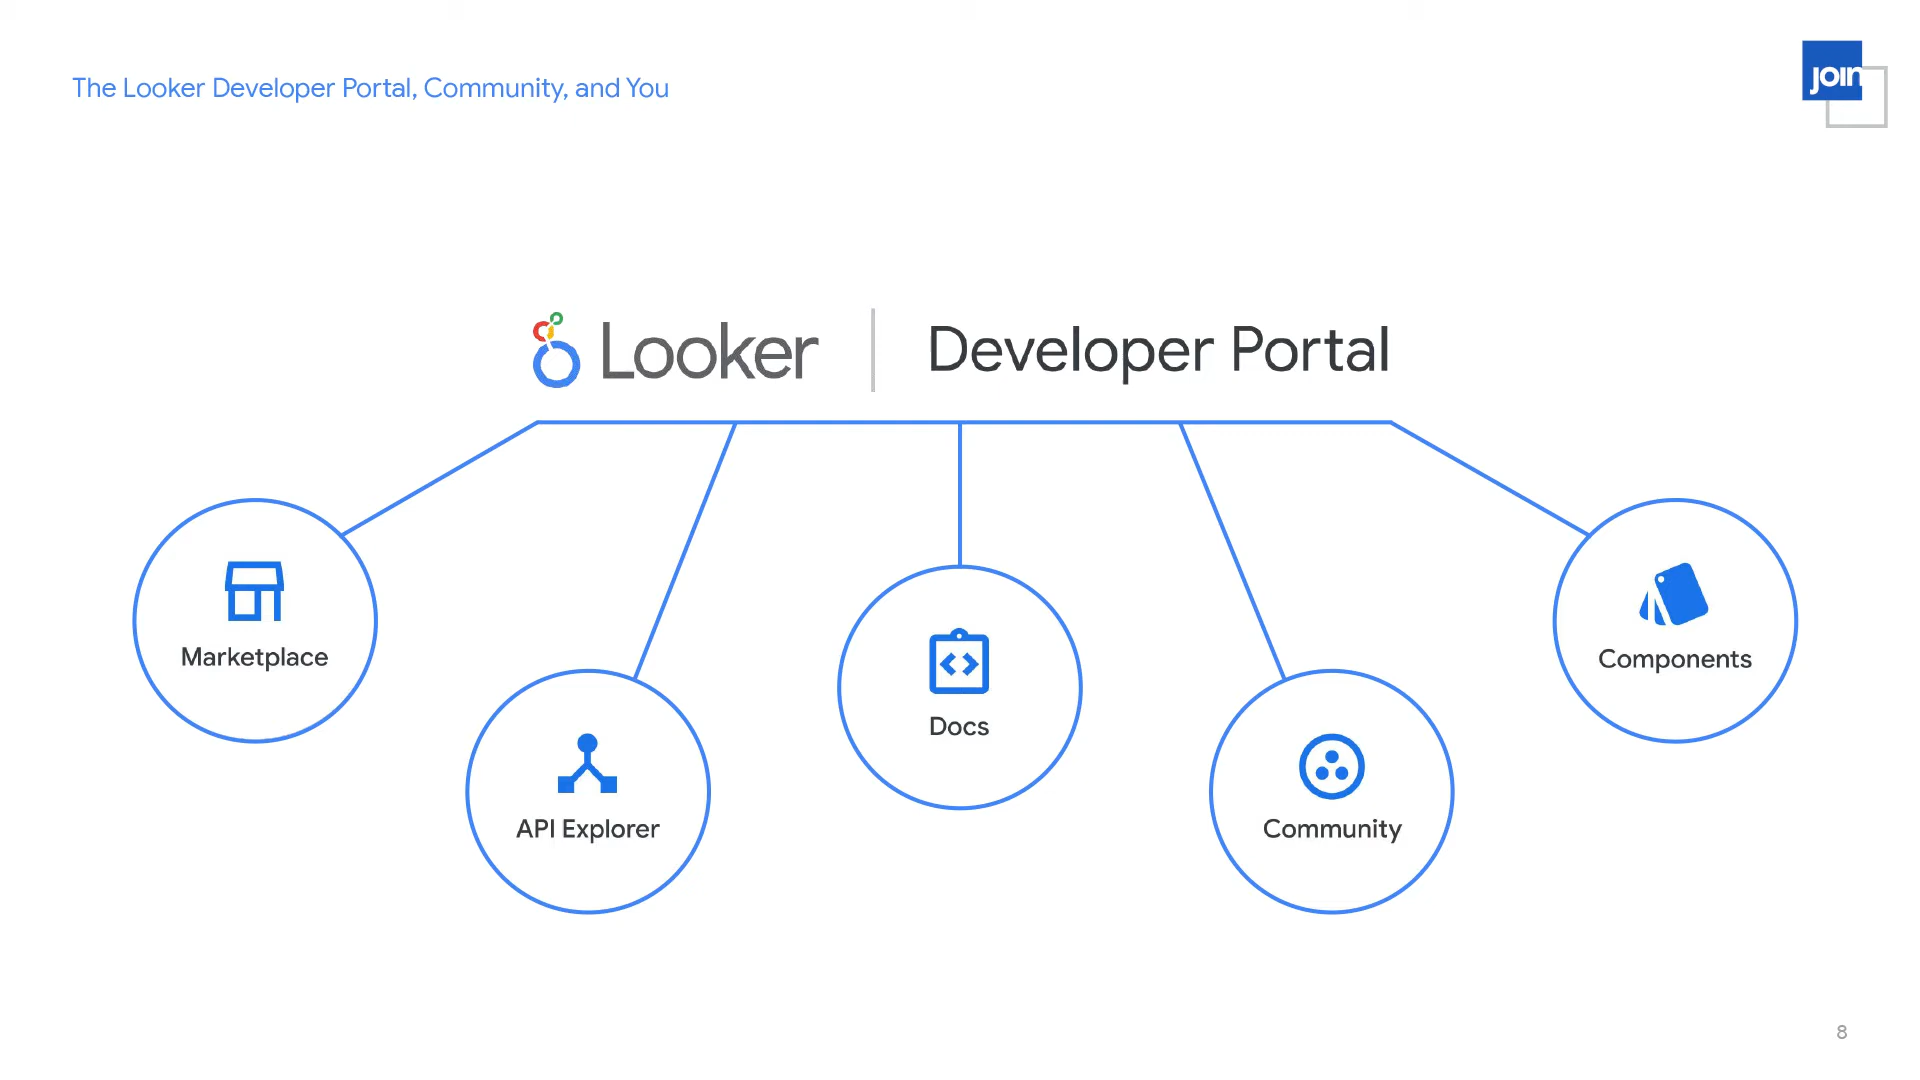 The Looker Developer Portal, Community, and You
join
Looker
Developer Portal
Marketplace
API Explorer
Docs
Community
Components
8